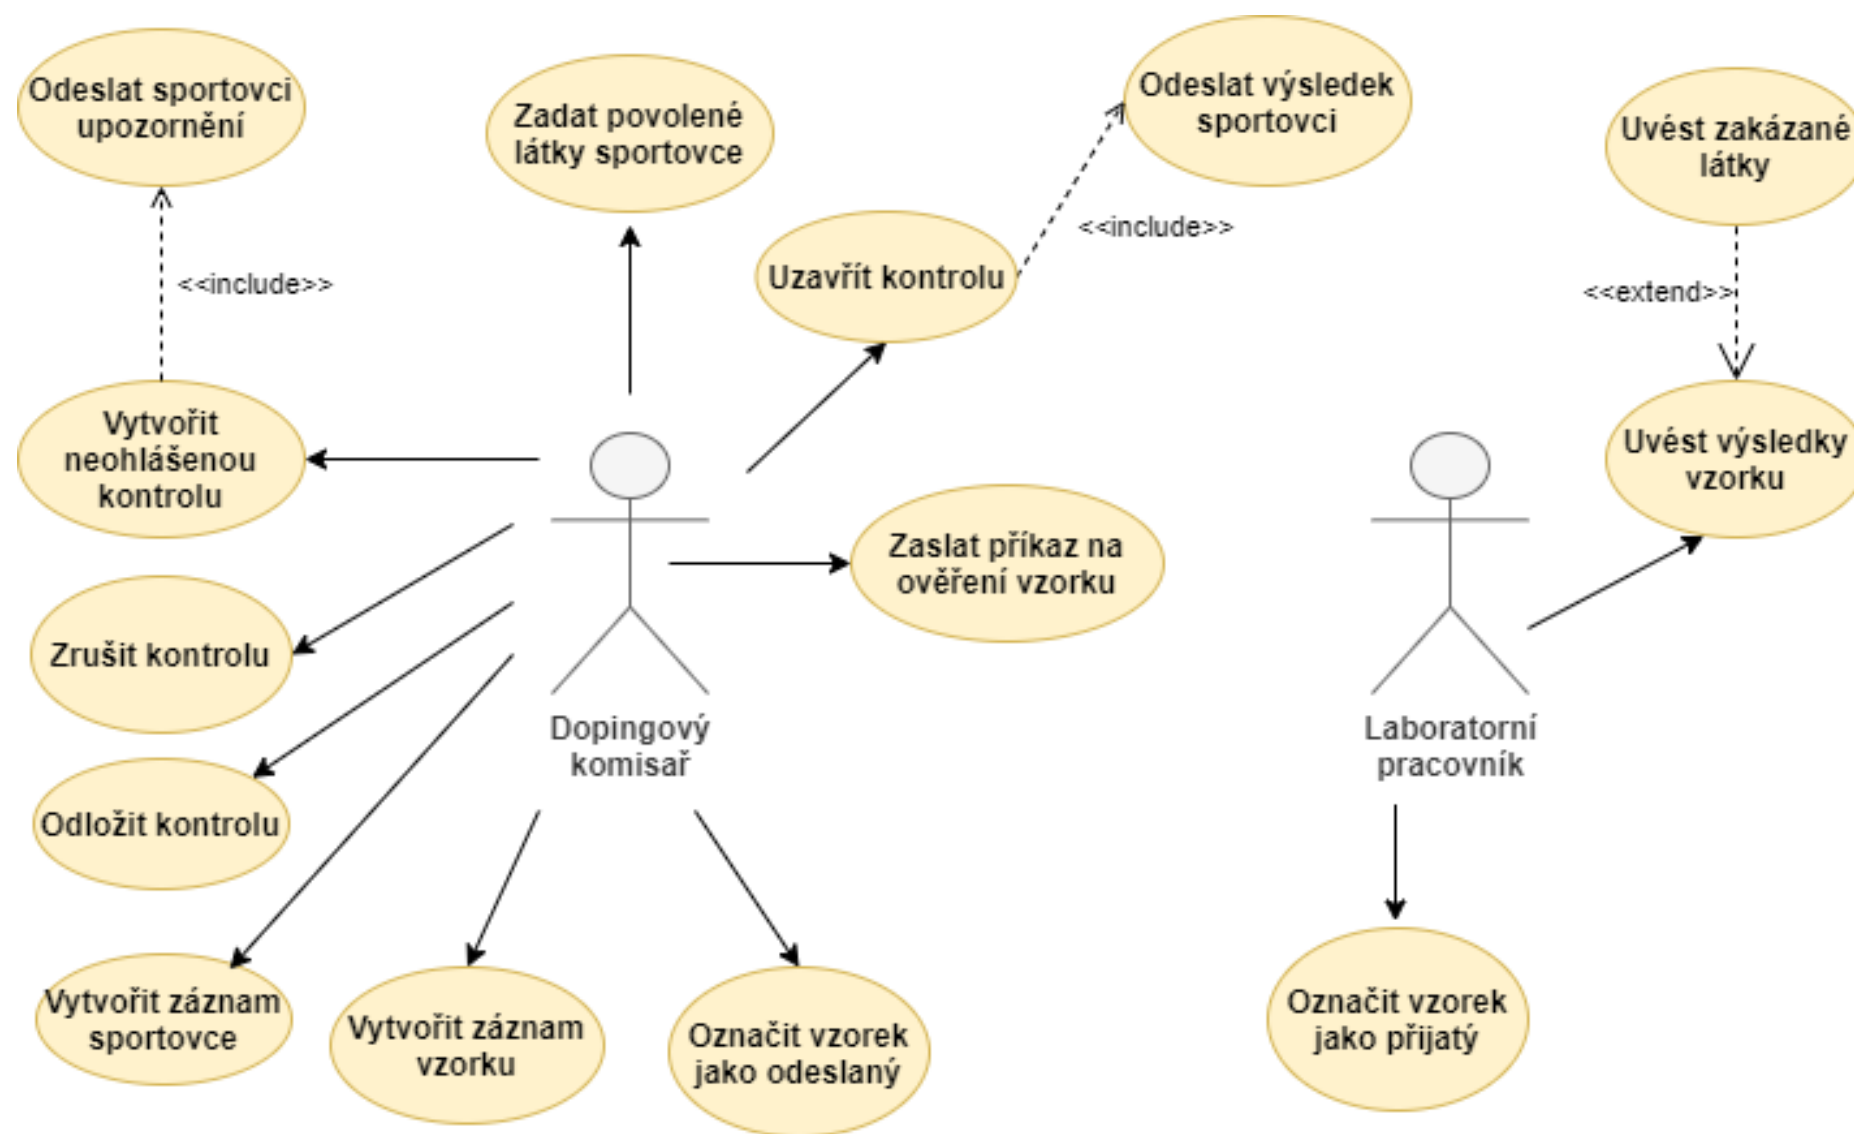 Odeslat sportovci
upozornění
Zadat povolené
látky sportovce
Odeslat výsledek
sportovci
Uvést zakázané
látky
<<include>>
Uzavřít kontrolu
<<include>>
<<extend>>
Vytvořit
neohlášenou
kontrolu
Uvést výsledky
vzorku
Zaslat příkaz na
ověření vzorku
Zrušit kontrolu
Dopingový
komisař
Laboratorní
pracovník
Odložit kontrolu
Vytvořit záznam
sportovce
Vytvořit záznam
vzorku
Označit vzorek
jako odeslaný
Označit vzorek
jako přijatý